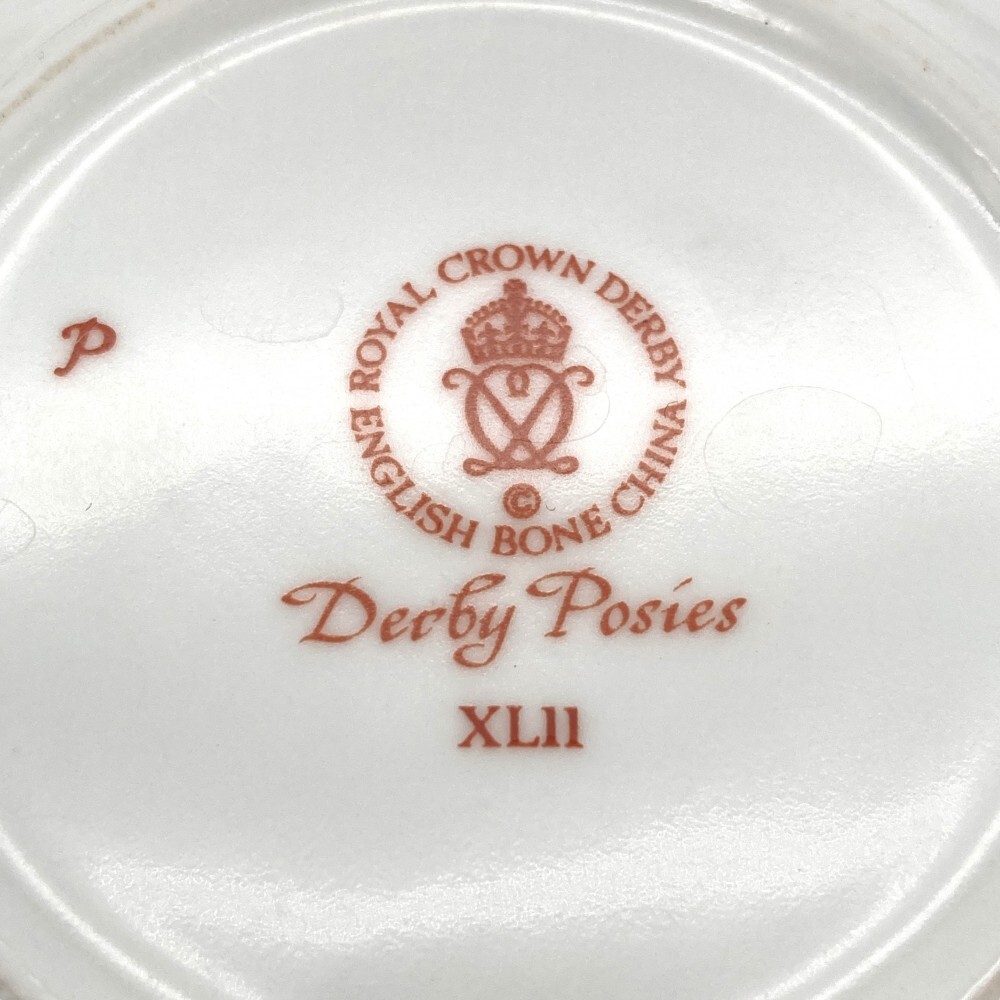 P
ROYAL CROWN DERBY
ENGLISH BONE CHINA
©
Derby Posies
XLII